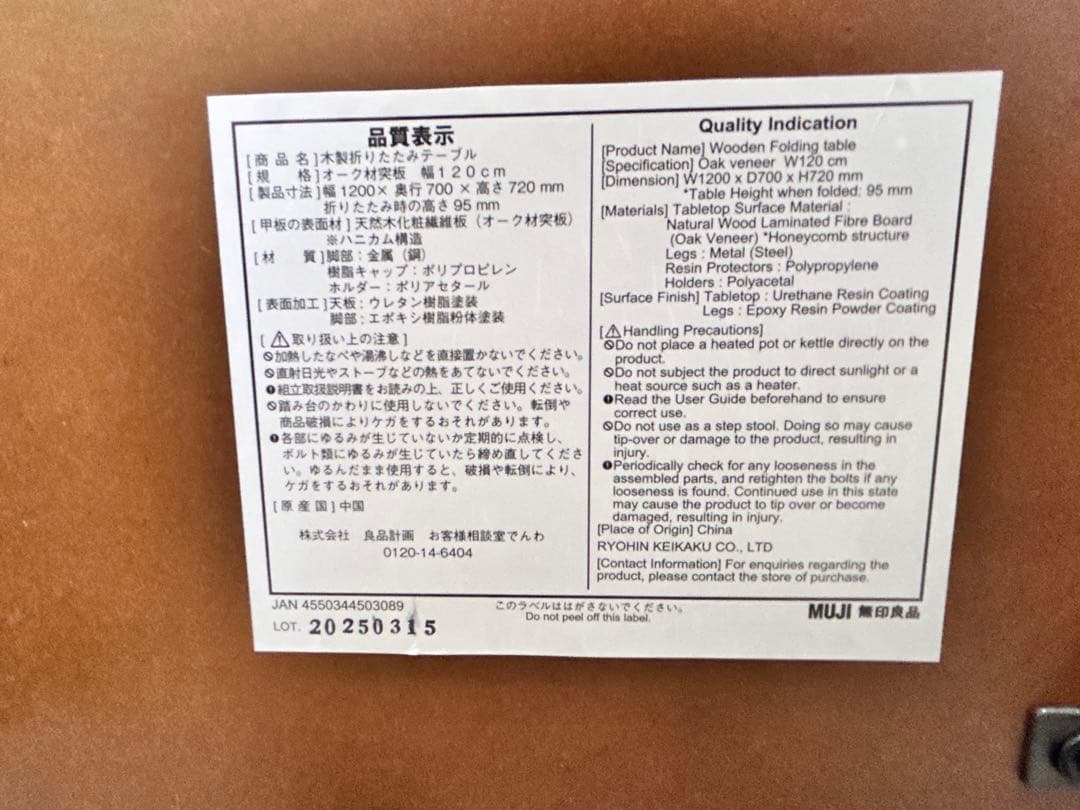 品質表示
[商品名]木製折りたたみテーブル
[規 格]オーク材突板 幅120cm
[製品寸法]幅1200×奥行700×高さ720mm
折りたたみ時の高さ95mm
[甲板の表面材]天然木化粧繊維板(オーク材突板)
※ハニカム構造
[材 質]脚部:金属(鋼)
樹脂キャップ:ポリプロピレン
ホルダー:ポリアセタール
[表面加工]天板:ウレタン樹脂塗装
脚部:エポキシ樹脂粉体塗装
[⚠取り扱い上の注意]
🛇加熱したなべや湯沸しなどを直接置かないでください。
🛇直射日光やストーブなどの熱をあてないでください。
❶組立取扱説明書をお読みの上、正しくご使用ください。
🛇踏み台のかわりに使用しないでください。転倒や
商品破損によりケガをするおそれがあります。
❶各部にゆるみが生じていないか定期的に点検し、
ボルト類にゆるみが生じていたら締め直してくださ
い。ゆるんだまま使用すると、破損や転倒により、
ケガをするおそれがあります。
[原産国]中国
株式会社 良品計画 お客様相談室でんわ
0120-14-6404
Quality Indication
[Product Name] Wooden Folding table
[Specification] Oak veneer W120 cm
[Dimension] W1200 x D700 x H720 mm
*Table Height when folded: 95 mm
[Materials] Tabletop Surface Material :
Natural Wood Laminated Fibre Board
(Oak Veneer) *Honeycomb structure
Legs : Metal (Steel)
Resin Protectors : Polypropylene
Holders : Polyacetal
[Surface Finish] Tabletop : Urethane Resin Coating
Legs : Epoxy Resin Powder Coating
[⚠Handling Precautions]
🛇Do not place a heated pot or kettle directly on the
product.
🛇Do not subject the product to direct sunlight or a
heat source such as a heater.
❶Read the User Guide beforehand to ensure
correct use.
🛇Do not use as a step stool. Doing so may cause
tip-over or damage to the product, resulting in
injury.
❶Periodically check for any looseness in the
assembled parts, and retighten the bolts if any
looseness is found. Continued use in this state
may cause the product to tip over or become
damaged, resulting in injury.
[Place of Origin] China
RYOHIN KEIKAKU CO., LTD
[Contact Information] For enquiries regarding the
product, please contact the store of purchase.
JAN 4550344503089
LOT. 20250315
このラベルははがさないでください。
Do not peel off this label.
MUJI 無印良品